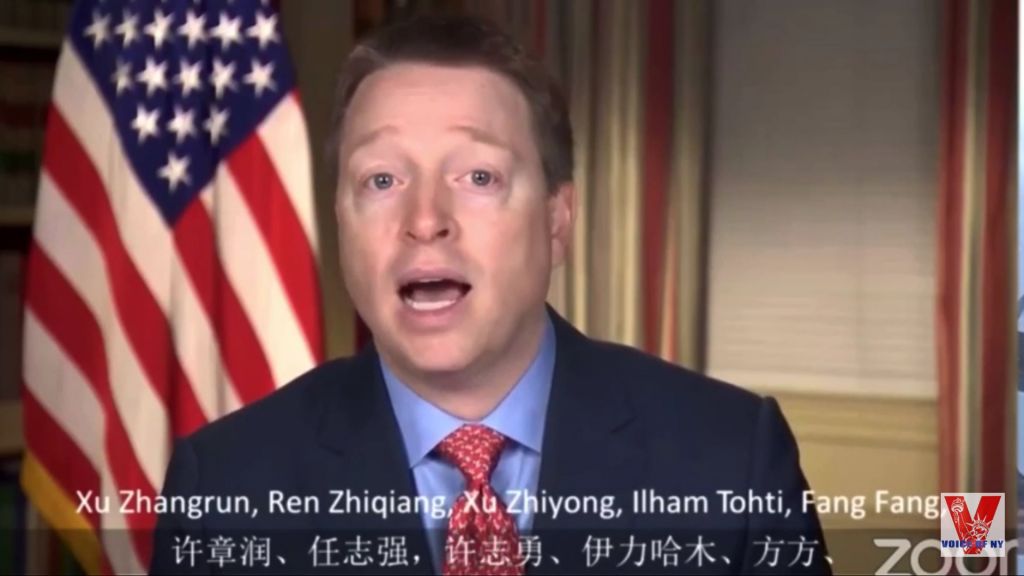 Xu Zhangrun, Ren Zhiqiang, Xu Zhiyong, Ilham Tohti, Fang Fang,
许章润、任志强，许志勇、伊力哈木、方方、
VOICE OF NY
zoom